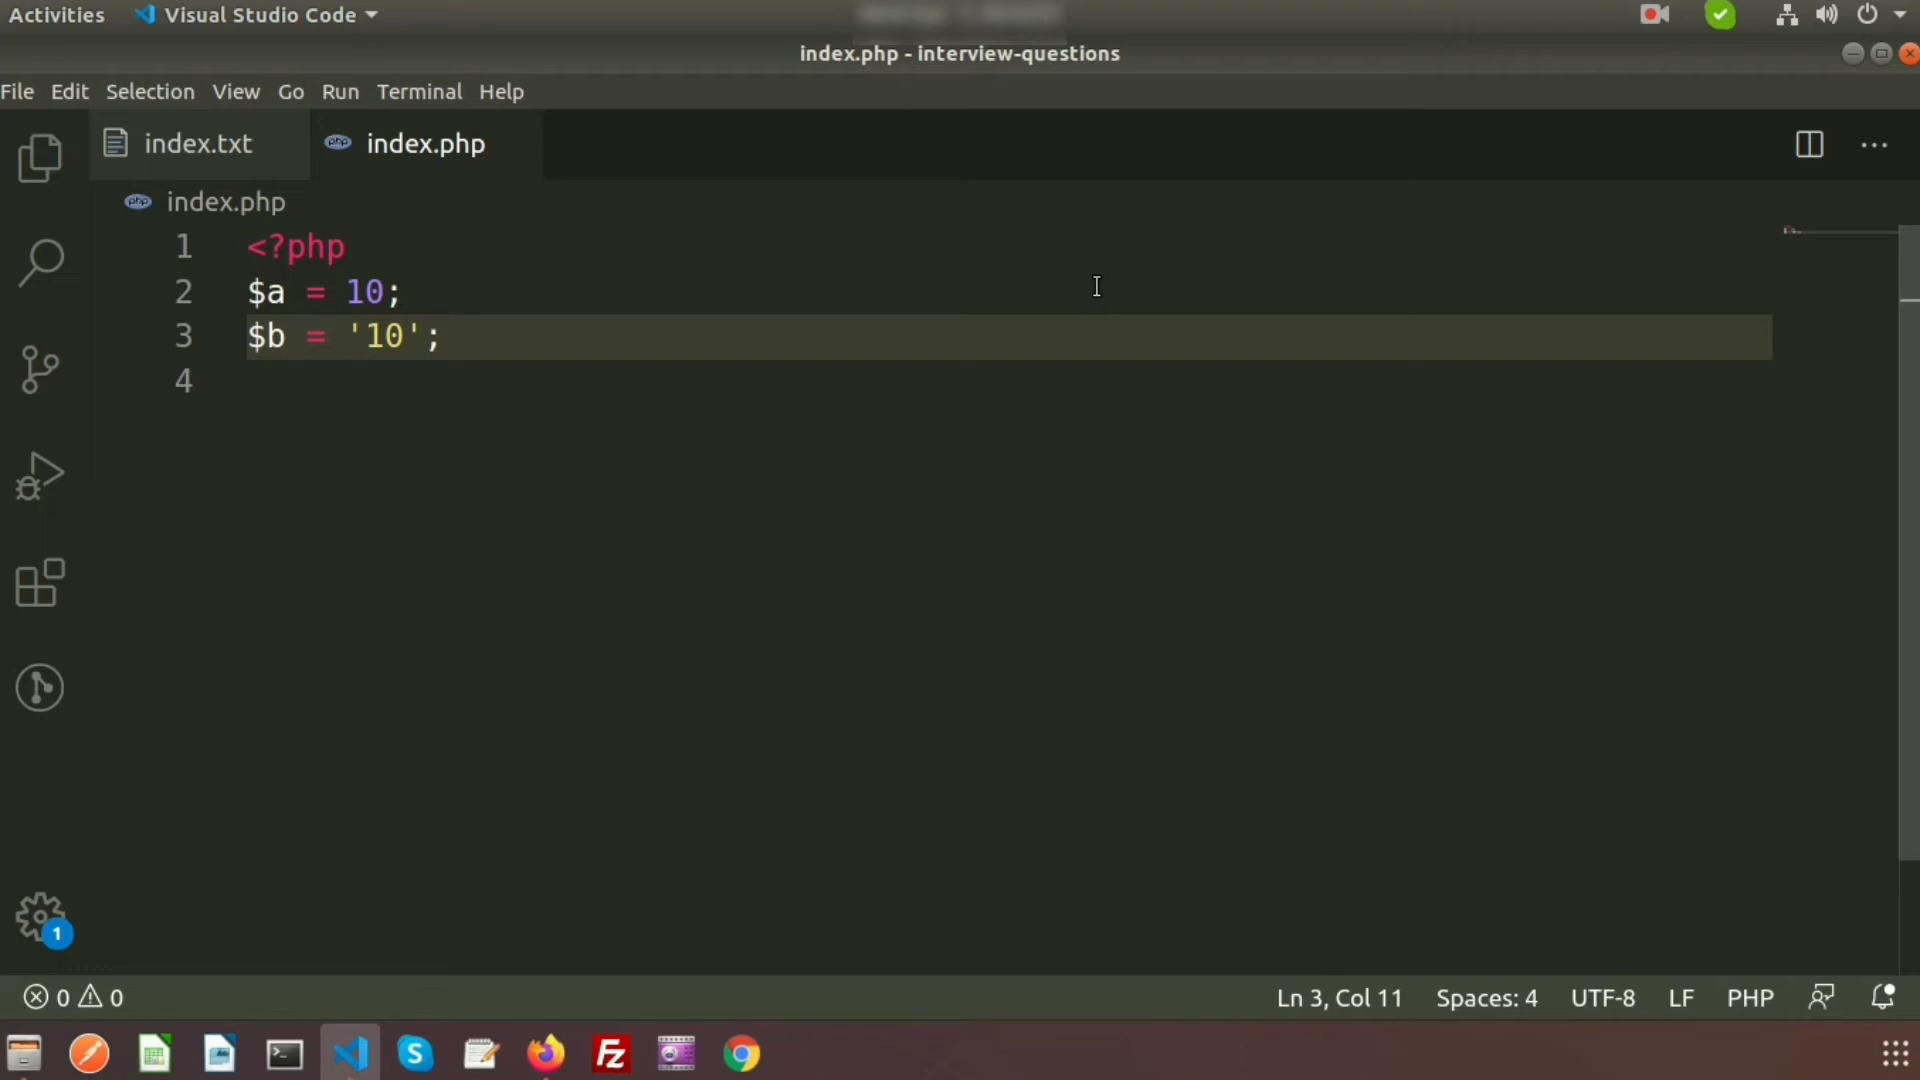 Activities Visual Studio Code
index.php - interview-questions
File Edit Selection View Go Run Terminal Help
index.txt index.php
index.php
1 <?php
2 $a = 10;
3 $b = '10';
4
1
0 0 Ln 3, Col 11 Spaces: 4 UTF-8 LF PHP